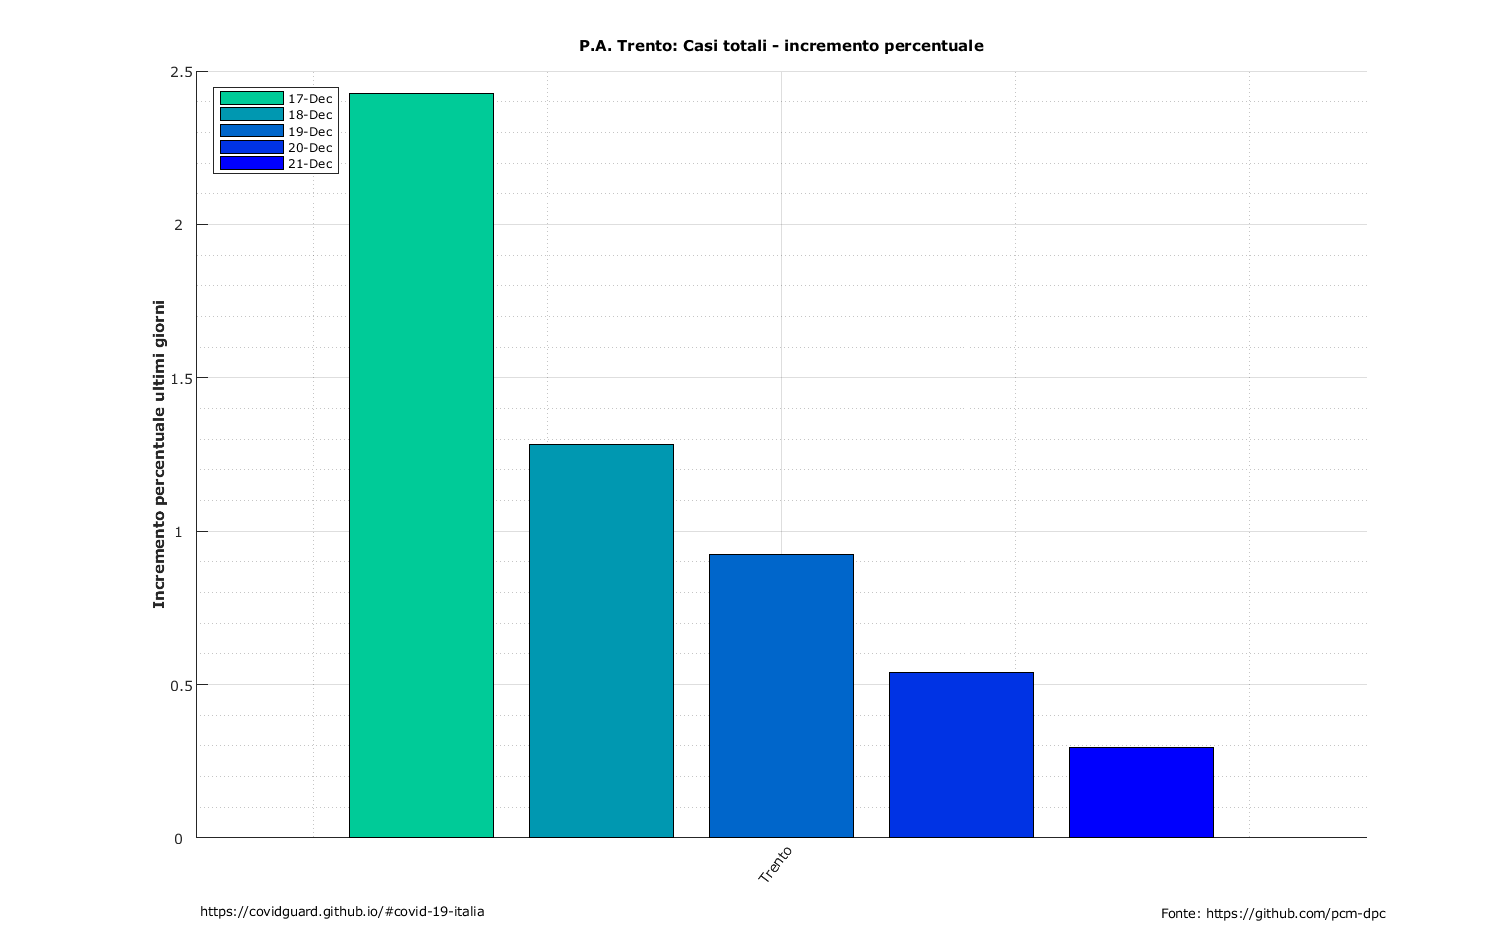 P.A. Trento: Casi totali - incremento percentuale
Incremento percentuale ultimi giorni
2.5
2
1.5
1
0.5
0
17-Dec
18-Dec
19-Dec
20-Dec
21-Dec
Trento
https://covidguard.github.io/#covid-19-italia
Fonte: https://github.com/pcm-dpc